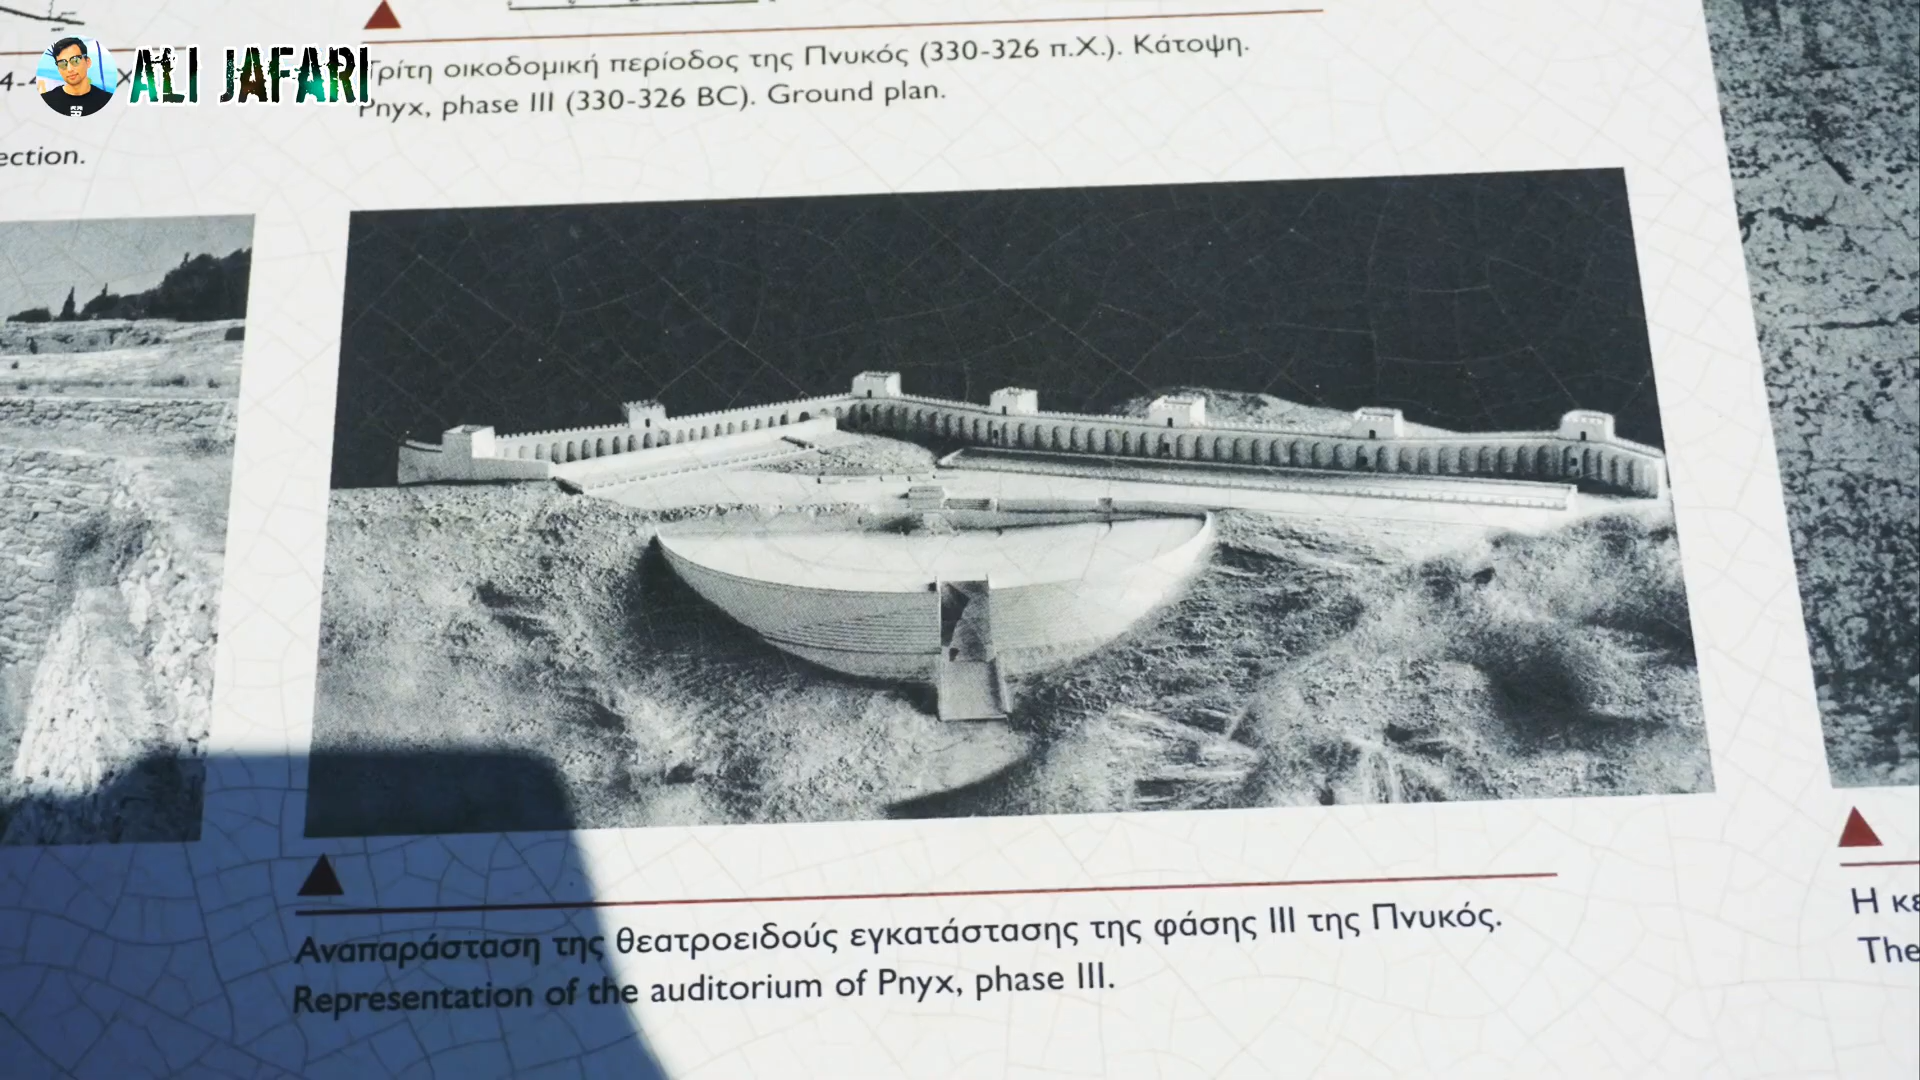 ALI JAFARI
Τρίτη οικοδομική περίοδος της Πνυκός (330-326 π.Χ.). Κάτοψη.
Pnyx, phase III (330-326 BC). Ground plan.
ection.
Αναπαράσταση της θεατροειδούς εγκατάστασης της φάσης III της Πνυκός.
Representation of the auditorium of Pnyx, phase III.
Η κε
The